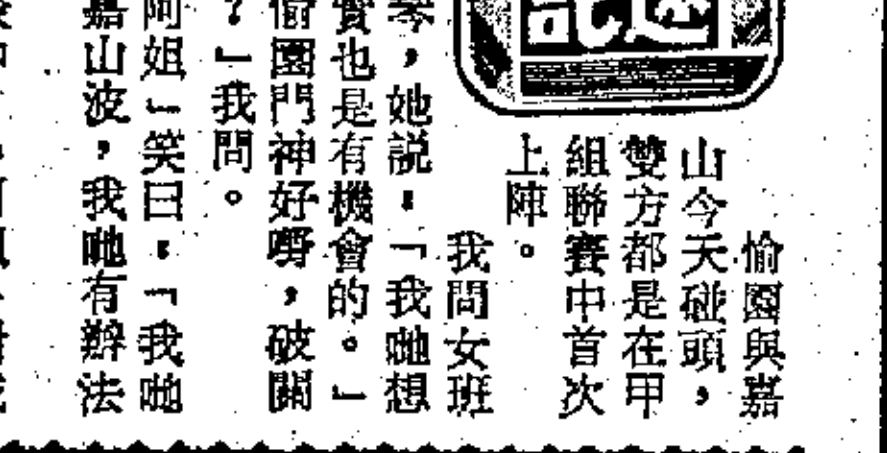 記
愉園與嘉
山今天碰頭，
雙方都是在甲
組聯賽中首次
上陣。
我問女班
琴，她説：「我哋想
實也是有機會的。」
愉園門神好嘢，破關
？」我問。
阿姐」笑曰：「我哋
嘉山波，我哋有辦法